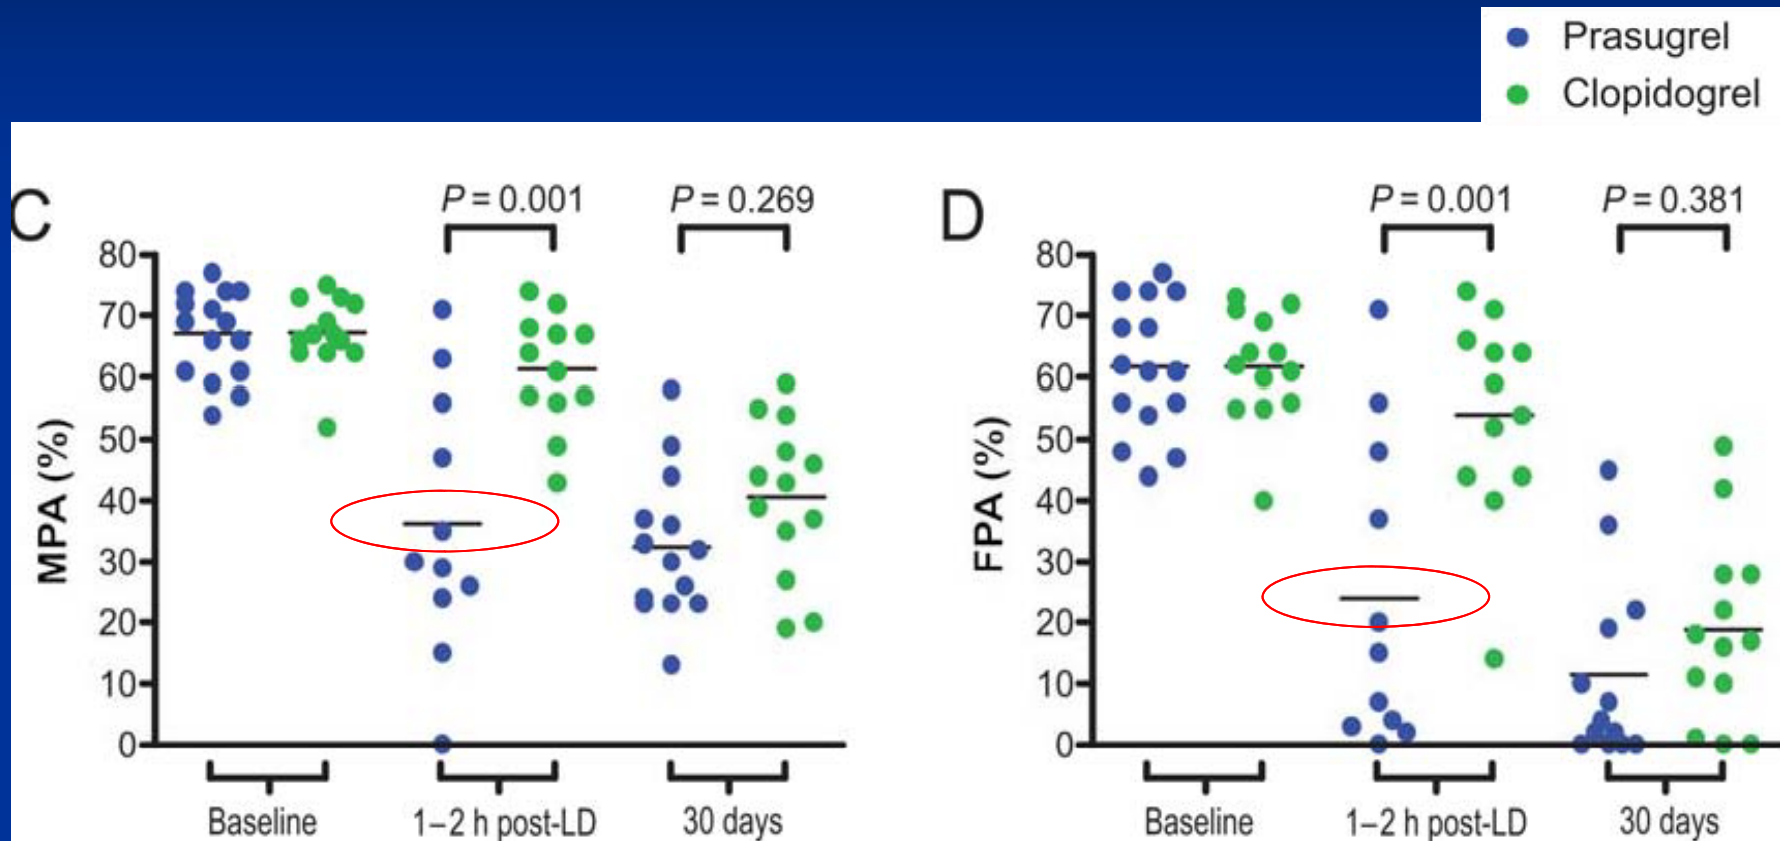 Prasugrel
Clopidogrel
C
P = 0.001
P = 0.269
MPA (%)
80
70
60
50
40
30
20
10
0
Baseline
1–2 h post-LD
30 days
D
P = 0.001
P = 0.381
FPA (%)
80
70
60
50
40
30
20
10
0
Baseline
1–2 h post-LD
30 days